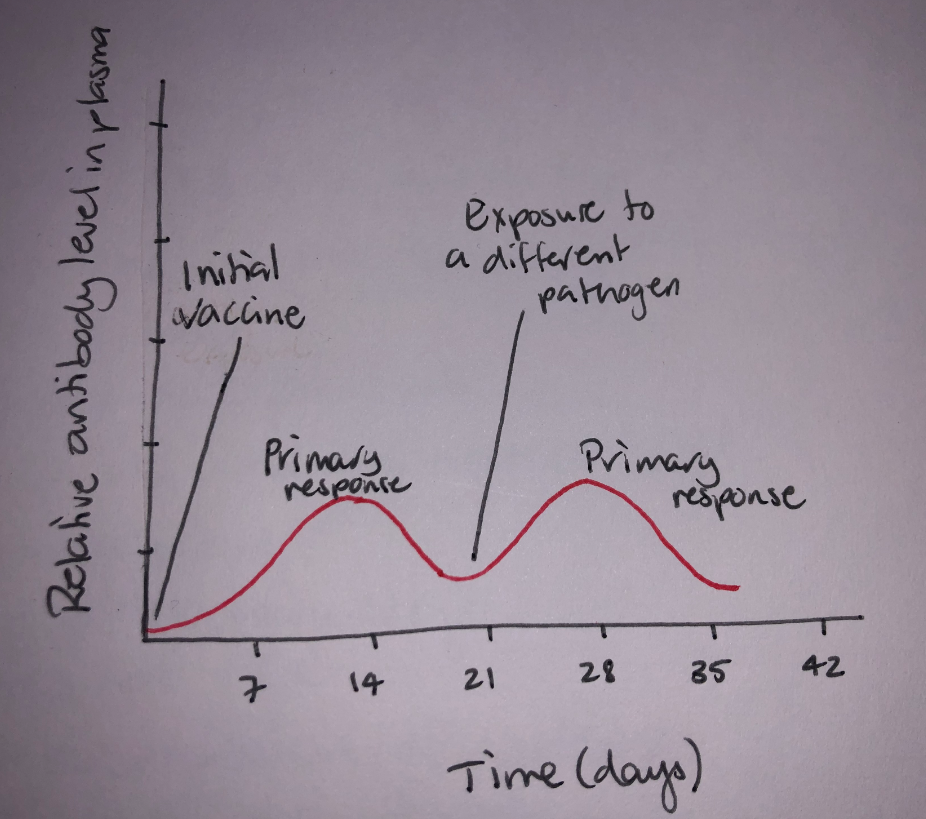 Relative antibody level in plasma
Initial
vaccine
Exposure to
a different
pathogen
Primary
response
Primary
response
7 14 21 28 35 42
Time (days)